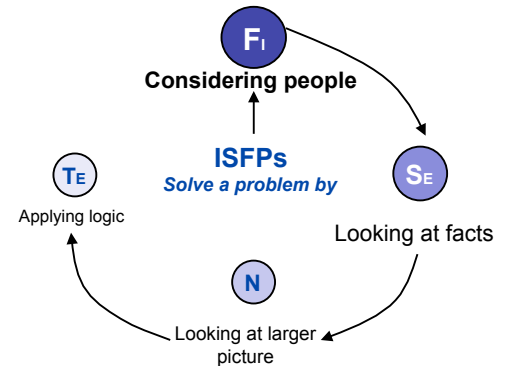 FI
Considering people
ISFPs
Solve a problem by
TE
Applying logic
SE
Looking at facts
N
Looking at larger
picture